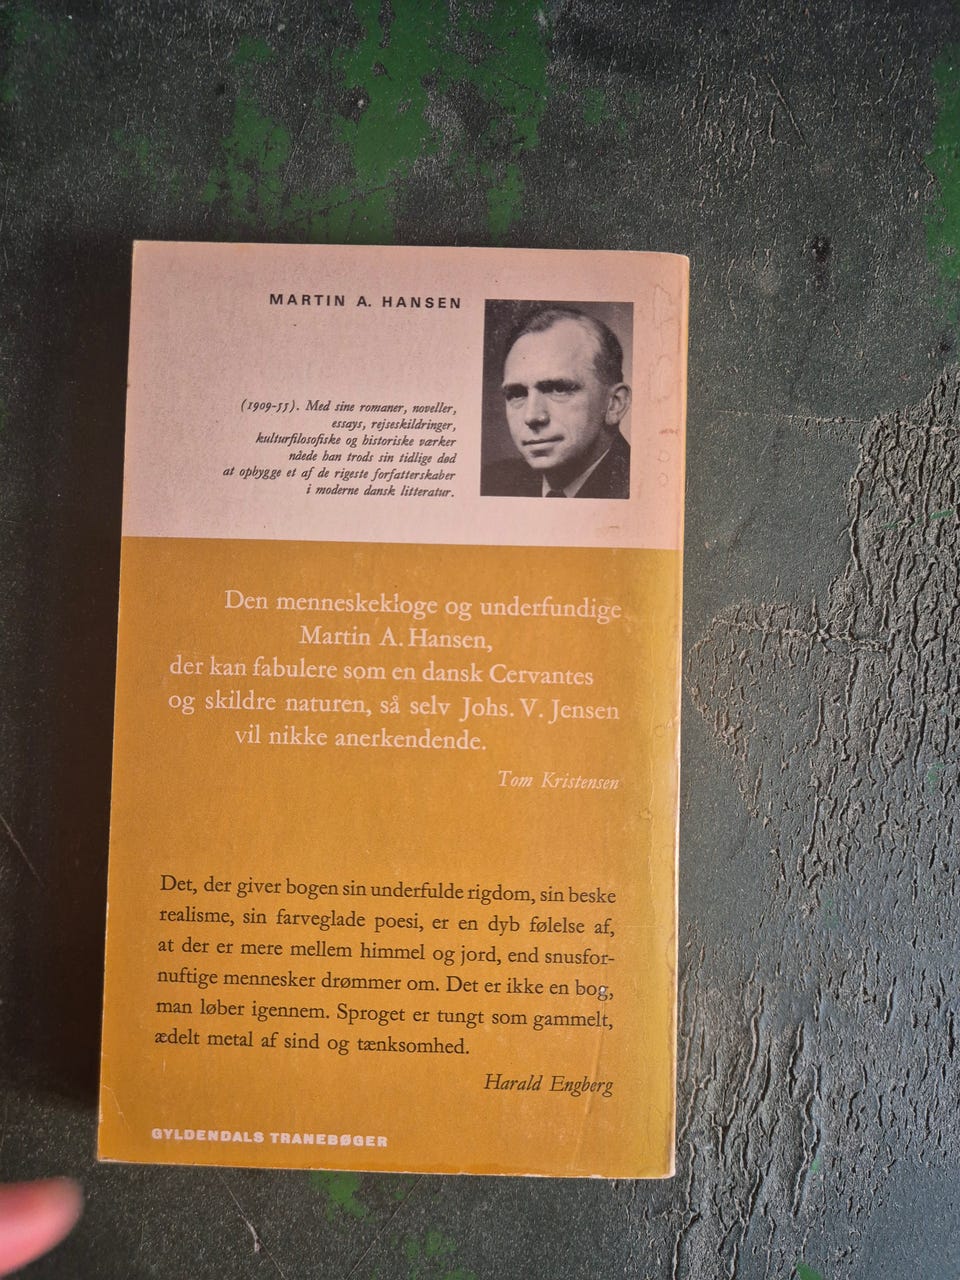 MARTIN A. HANSEN
(1909-55). Med sine romaner, noveller,
essays, rejseskildringer,
kulturfilosofiske og historiske værker
nåede han trods sin tidlige død
at opbygge et af de rigeste forfatterskaber
i moderne dansk litteratur.
Den menneskekloge og underfundige
Martin A. Hansen,
der kan fabulere som en dansk Cervantes
og skildre naturen, så selv Johs. V. Jensen
vil nikke anerkendende.
Tom Kristensen
Det, der giver bogen sin underfulde rigdom, sin beske
realisme, sin farveglade poesi, er en dyb følelse af,
at der er mere mellem himmel og jord, end snusfor-
nuftige mennesker drømmer om. Det er ikke en bog,
man løber igennem. Sproget er tungt som gammelt,
ædelt metal af sind og tænksomhed.
Harald Engberg
GYLDENDALS TRANEBØGER